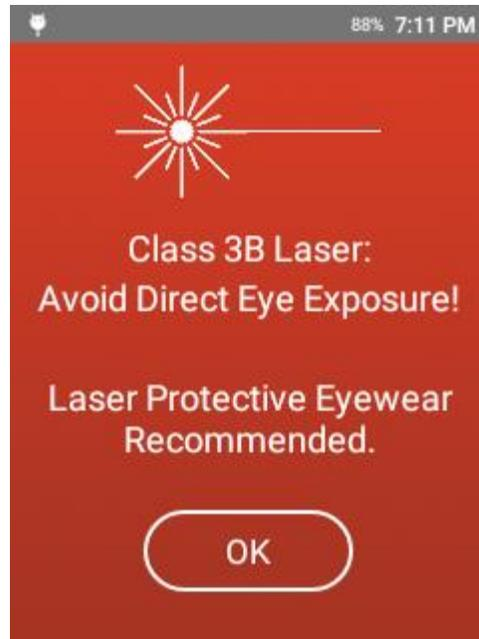 88% 7:11 PM
Class 3B Laser:
Avoid Direct Eye Exposure!
Laser Protective Eyewear
Recommended.
OK